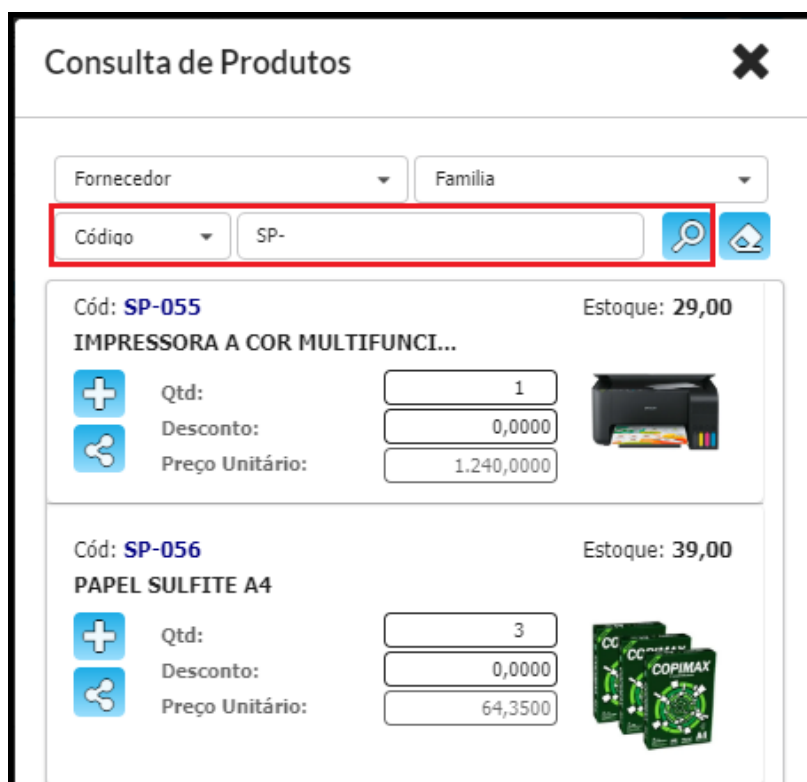 Consulta de Produtos
Fornecedor
Familia
Código
SP-
Cód: SP-055
Estoque: 29,00
IMPRESSORA A COR MULTIFUNCI...
Qtd:
1
Desconto:
0,0000
Preço Unitário:
1.240,0000
Cód: SP-056
Estoque: 39,00
PAPEL SULFITE A4
Qtd:
3
Desconto:
0,0000
Preço Unitário:
64,3500
COPIMAX
A4